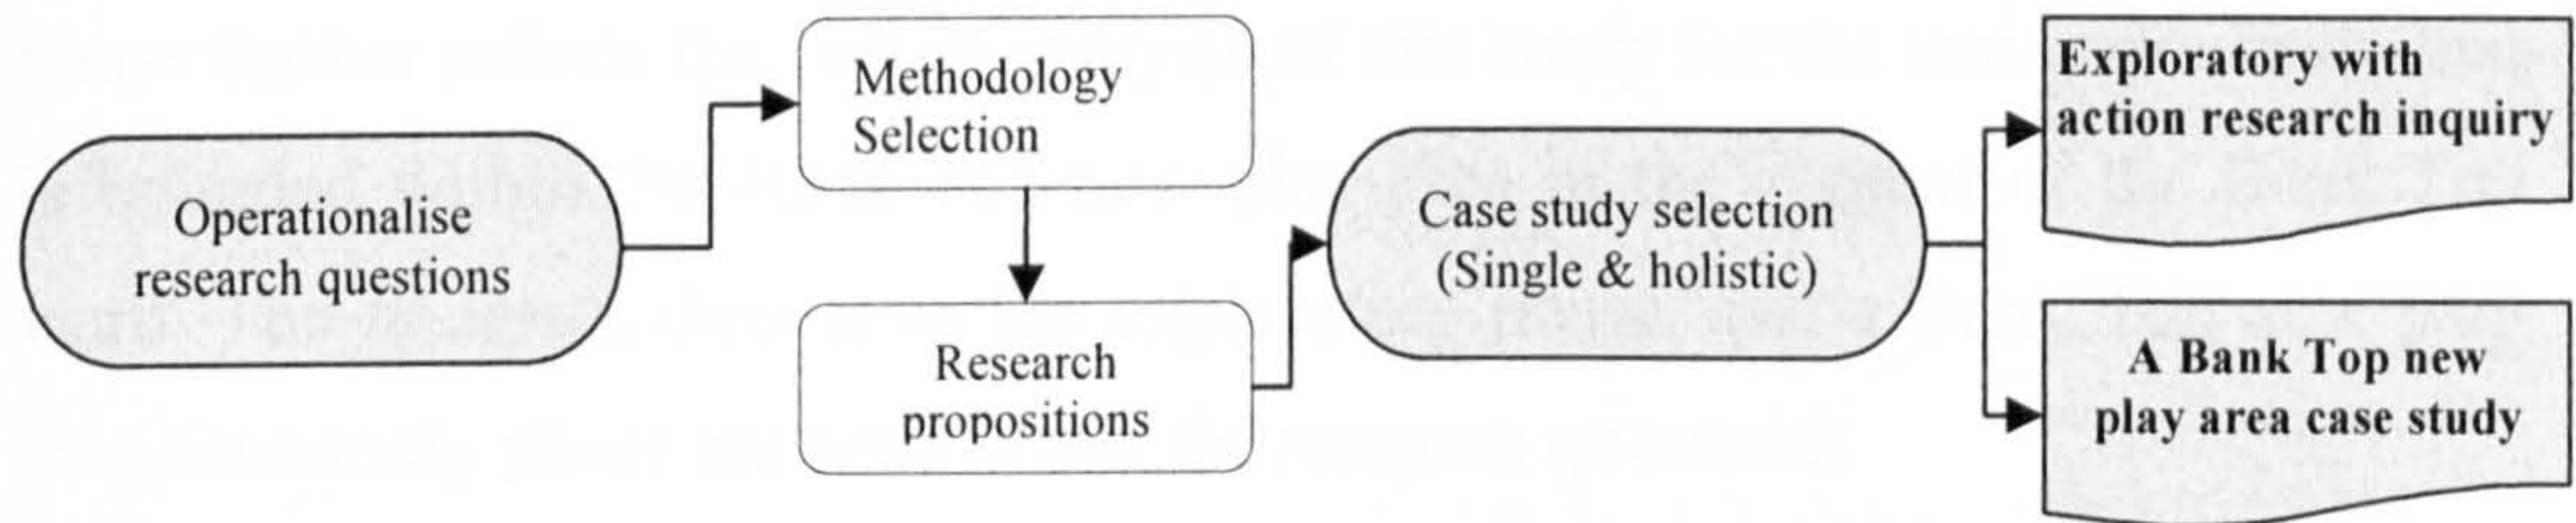 Operationalise
research questions
Methodology
Selection
Research
propositions
Case study selection
(Single & holistic)
Exploratory with
action research inquiry
A Bank Top new
play area case study